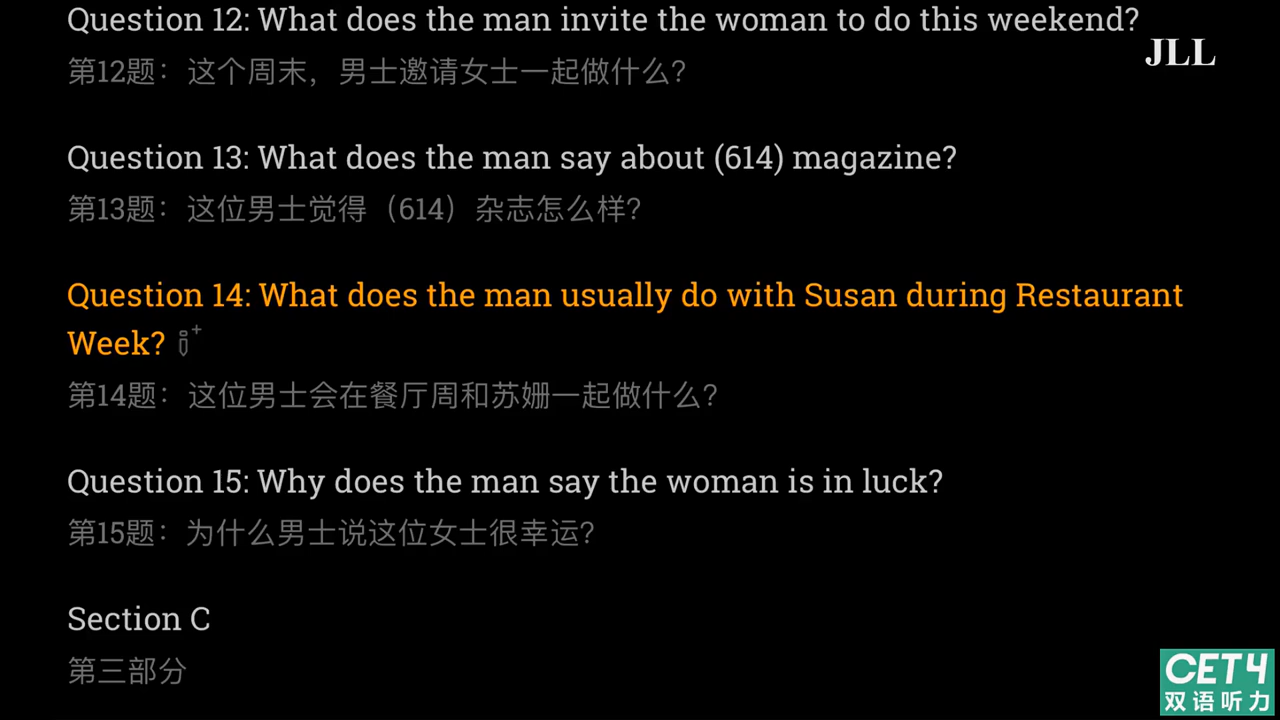 Question 12: What does the man invite the woman to do this weekend?
JLL
第12题：这个周末，男士邀请女士一起做什么？
Question 13: What does the man say about (614) magazine?
第13题：这位男士觉得（614）杂志怎么样？
Question 14: What does the man usually do with Susan during Restaurant
Week?
第14题：这位男士会在餐厅周和苏姗一起做什么？
Question 15: Why does the man say the woman is in luck?
第15题：为什么男士说这位女士很幸运？
Section C
第三部分
CET4
双语听力